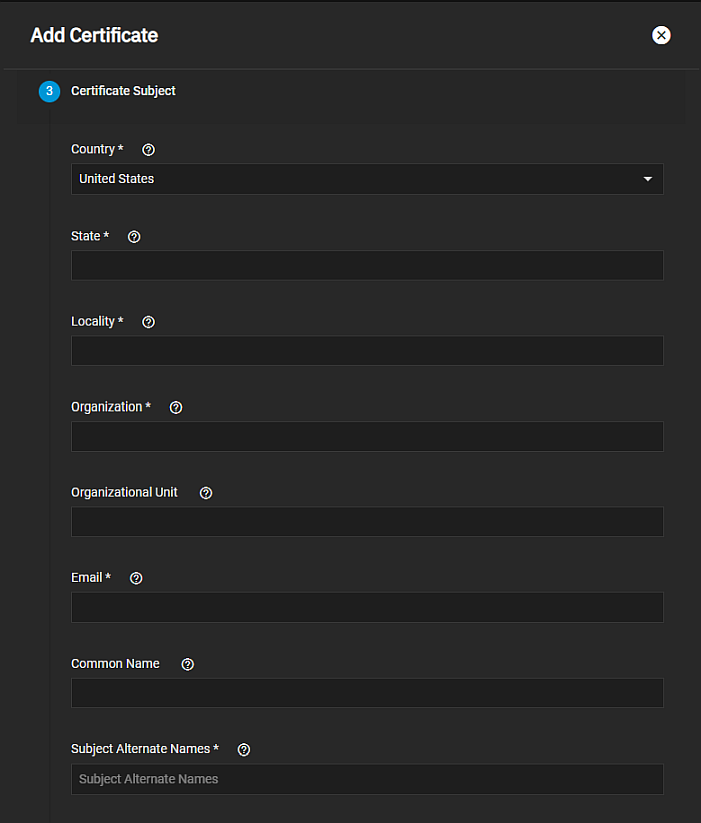 Add Certificate
3 Certificate Subject
Country *
United States
State *
Locality *
Organization *
Organizational Unit
Email *
Common Name
Subject Alternate Names *
Subject Alternate Names